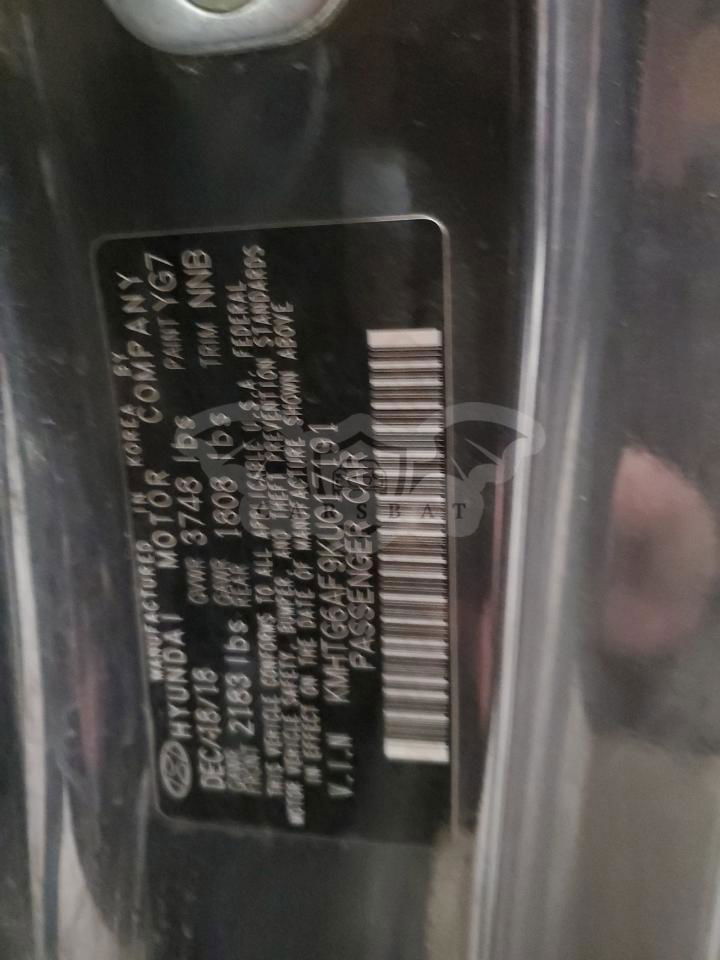 MANUFACTURED IN KOREA BY
HYUNDAI MOTOR COMPANY
DEC/18/18 GVWR 3748 lbs PAINT YG7
GAWR FRONT 2183 lbs GAWR REAR 1808 lbs TRIM NNB
THIS VEHICLE CONFORMS TO ALL APPLICABLE U.S.A. FEDERAL
MOTOR VEHICLE SAFETY, BUMPER, AND THEFT PREVENTION STANDARDS
IN EFFECT ON THE DATE OF MANUFACTURE SHOWN ABOVE
V.I.N KMHTG6AF9KU017191
PASSENGER CAR
CARSBAT